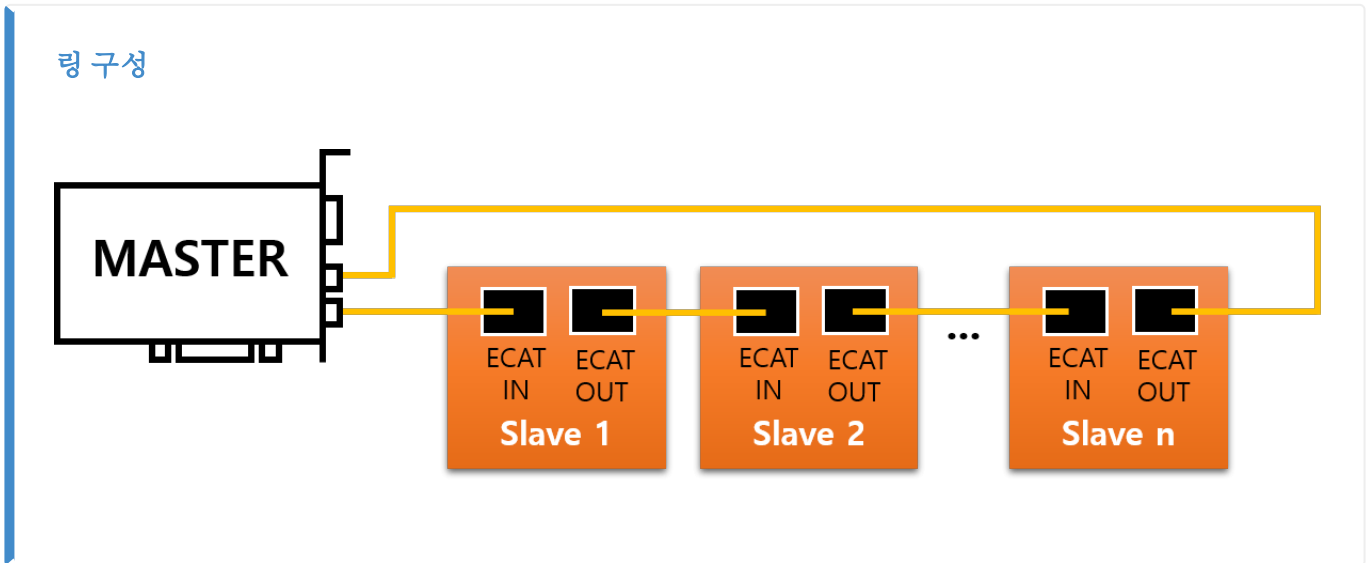 링 구성
MASTER
ECAT
IN
ECAT
OUT
Slave 1
ECAT
IN
ECAT
OUT
Slave 2
...
ECAT
IN
ECAT
OUT
Slave n